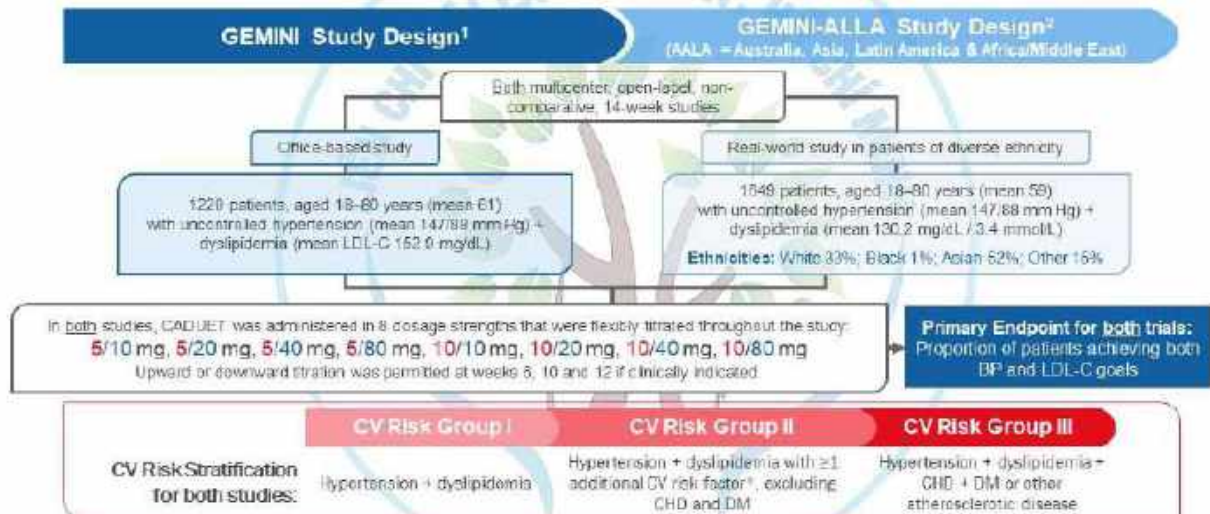 GEMINI Study Design¹
GEMINI-ALLA Study Design²
(AALA = Australia, Asia, Latin America & Africa/Middle East)
Both multicenter, open-label, non-
comparative, 14-week studies
Office-based study
Real-world study in patients of diverse ethnicity
1220 patients, aged 18–80 years (mean 61)
with uncontrolled hypertension (mean 147/88 mm Hg) +
dyslipidemia (mean LDL-C 152.9 mg/dL)
1649 patients, aged 18–80 years (mean 59)
with uncontrolled hypertension (mean 147/88 mm Hg) +
dyslipidemia (mean 130.2 mg/dL / 3.4 mmol/L)
Ethnicities: White 33%; Black 1%; Asian 52%; Other 15%
In both studies, CADUET was administered in 8 dosage strengths that were flexibly titrated throughout the study:
5/10 mg, 5/20 mg, 5/40 mg, 5/80 mg, 10/10 mg, 10/20 mg, 10/40 mg, 10/80 mg
Upward or downward titration was permitted at weeks 6, 10 and 12 if clinically indicated
Primary Endpoint for both trials:
Proportion of patients achieving both
BP and LDL-C goals
CV Risk Group I
CV Risk Group II
CV Risk Group III
CV Risk Stratification
for both studies:
Hypertension + dyslipidemia
Hypertension + dyslipidemia with ≥1
additional CV risk factor*, excluding
CHD and DM
Hypertension + dyslipidemia +
CHD + DM or other
atherosclerotic disease